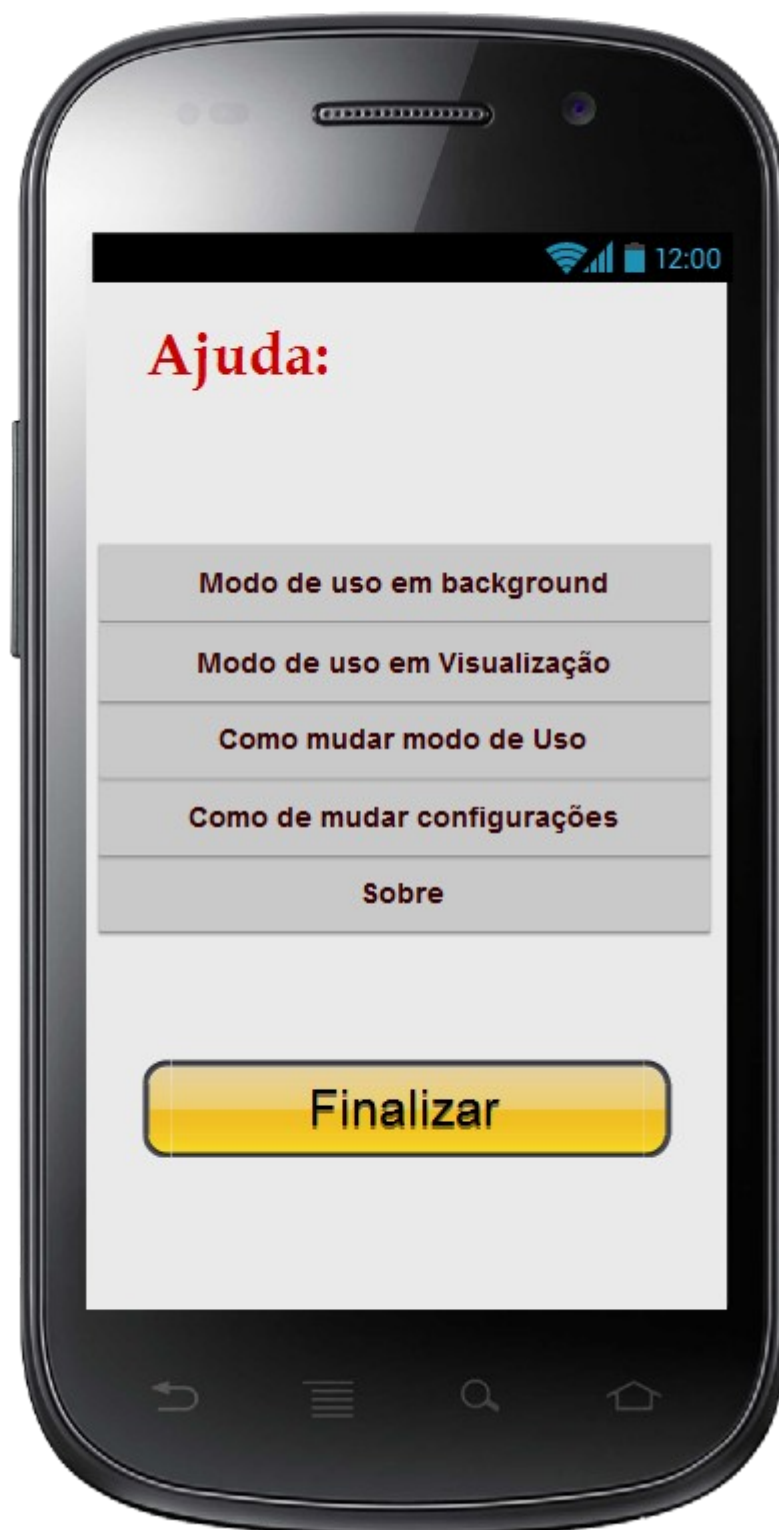 12:00
Ajuda:
Modo de uso em background
Modo de uso em Visualização
Como mudar modo de Uso
Como de mudar configurações
Sobre
Finalizar